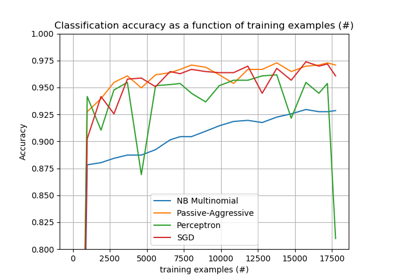 Classification accuracy as a function of training examples (#)
1.000
0.975
0.950
0.925
0.900
0.875
0.850
0.825
0.800
Accuracy
NB Multinomial
Passive-Aggressive
Perceptron
SGD
0 2500 5000 7500 10000 12500 15000 17500
training examples (#)